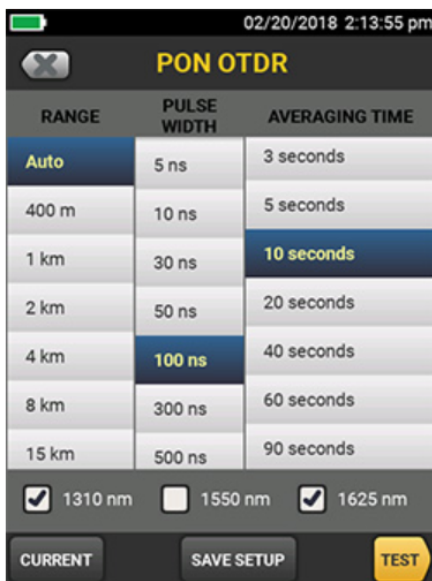 02/20/2018 2:13:55 pm
PON OTDR
RANGE
PULSE
WIDTH
AVERAGING TIME
Auto
400 m
1 km
2 km
4 km
8 km
15 km
5 ns
10 ns
30 ns
50 ns
100 ns
300 ns
500 ns
3 seconds
5 seconds
10 seconds
20 seconds
40 seconds
60 seconds
90 seconds
1310 nm
1550 nm
1625 nm
CURRENT
SAVE SETUP
TEST